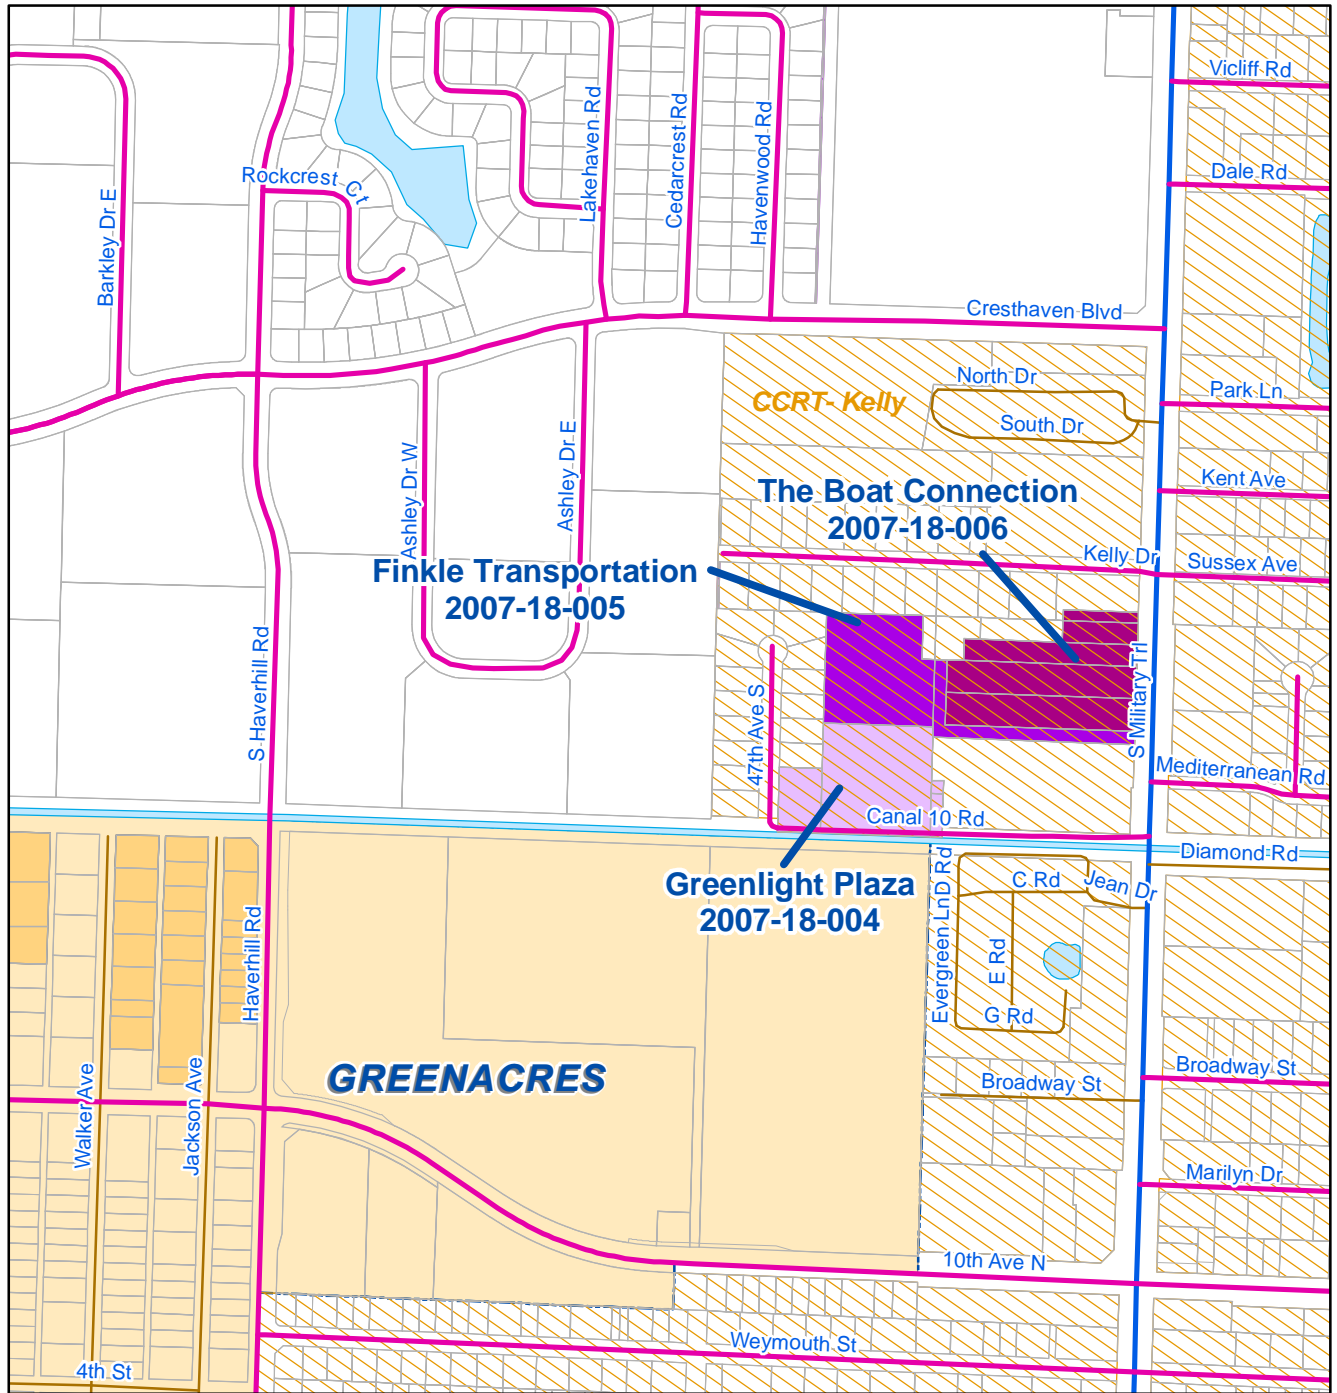 Vicliff Rd
Dale Rd
Rockcrest Ct
Lakehaven Rd
Cedarcrest Rd
Havenwood Rd
Barkley Dr E
Cresthaven Blvd
North Dr
Park Ln
CCRT- Kelly
South Dr
Ashley Dr W
Ashley Dr E
Kent Ave
The Boat Connection
2007-18-006
Kelly Dr
Sussex Ave
Finkle Transportation
2007-18-005
S Haverhill Rd
47th Ave S
S Military Trl
Mediterranean Rd
Canal 10 Rd
Diamond Rd
Greenlight Plaza
2007-18-004
C Rd
Jean Dr
Haverhill Rd
Evergreen Ln
D Rd
E Rd
G Rd
GREENACRES
Broadway St
Broadway St
Walker Ave
Jackson Ave
Marilyn Dr
10th Ave N
Weymouth St
4th St